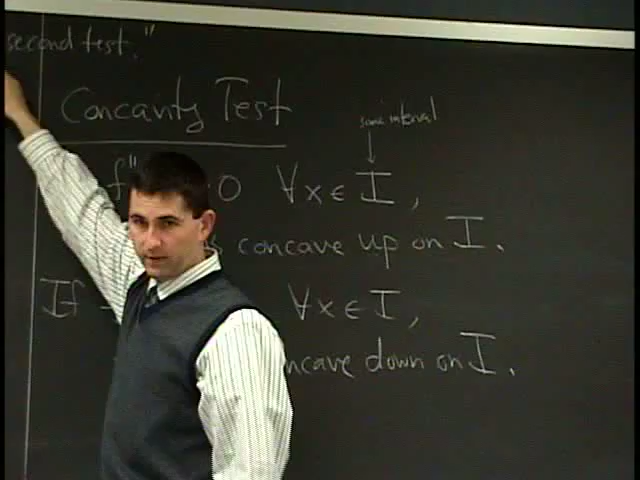 second test."
Concavity Test
some interval
f" 0 ∀x ∈ I,
concave up on I.
If ∀x ∈ I,
ncave down on I.